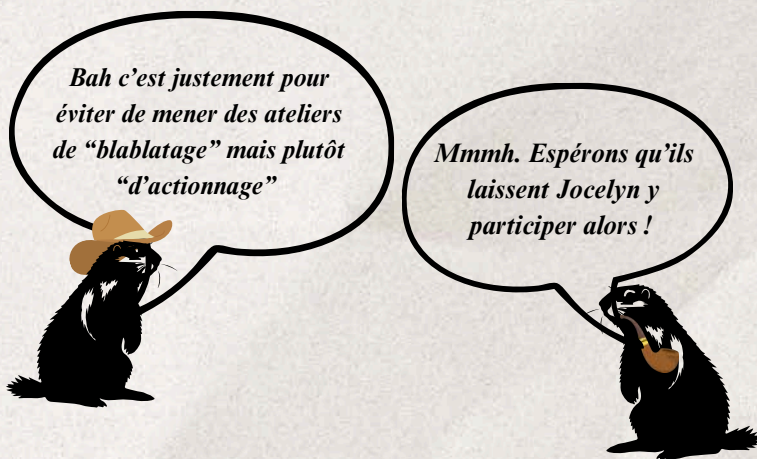 Bah c’est justement pour
éviter de mener des ateliers
de “blablatage” mais plutôt
“d’actionnage”
Mmmh. Espérons qu’ils
laissent Jocelyn y
participer alors !